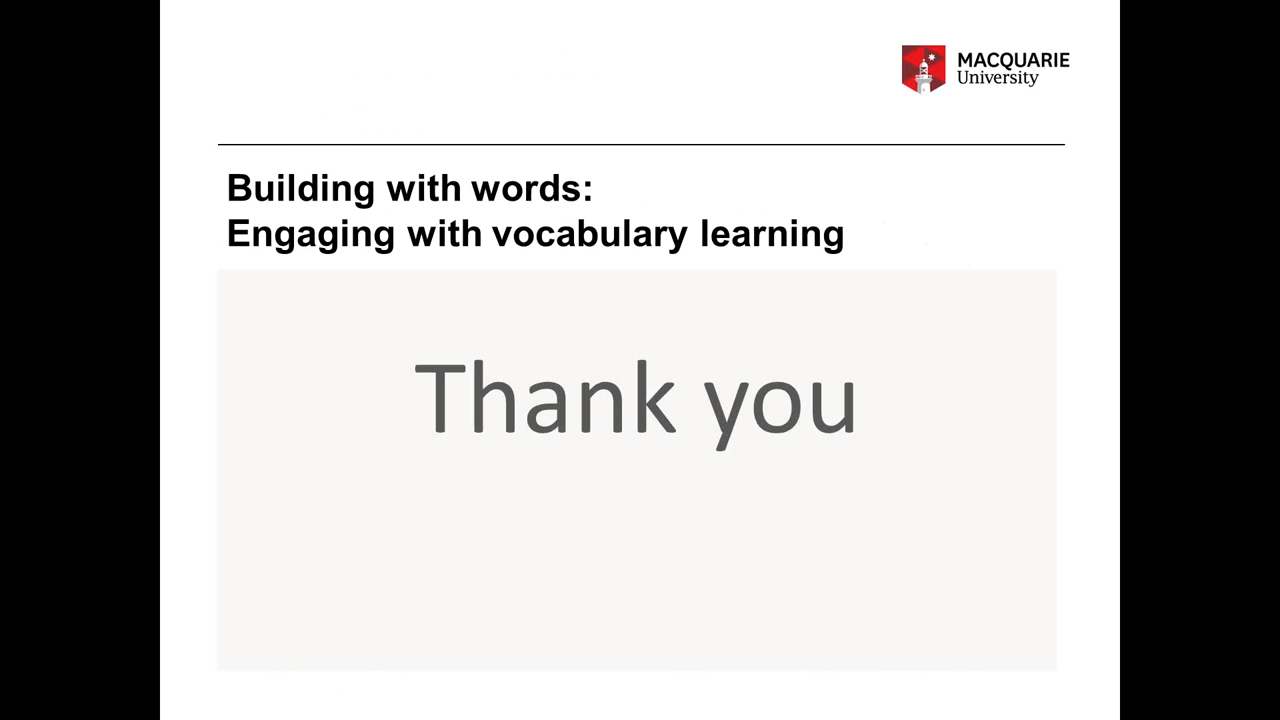 MACQUARIE
University
Building with words:
Engaging with vocabulary learning
Thank you